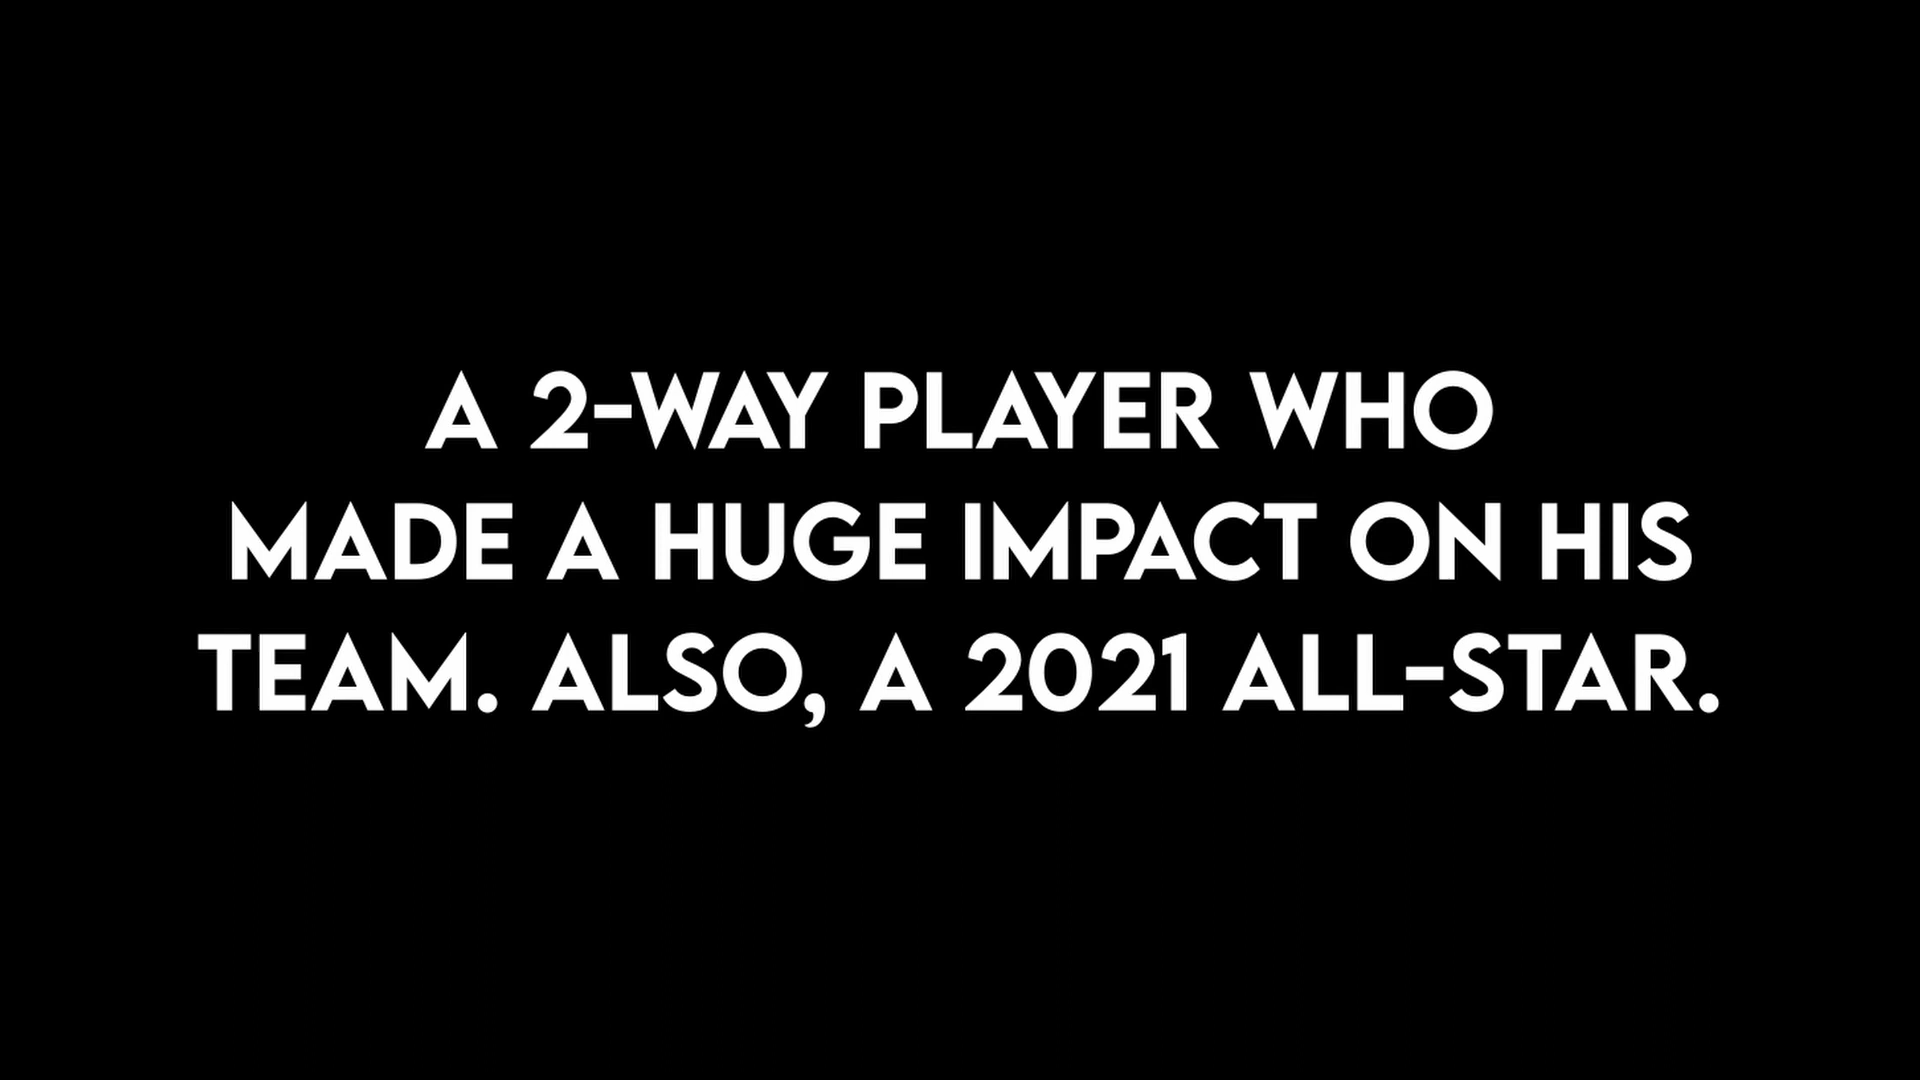 A 2-WAY PLAYER WHO
MADE A HUGE IMPACT ON HIS
TEAM. ALSO, A 2021 ALL-STAR.